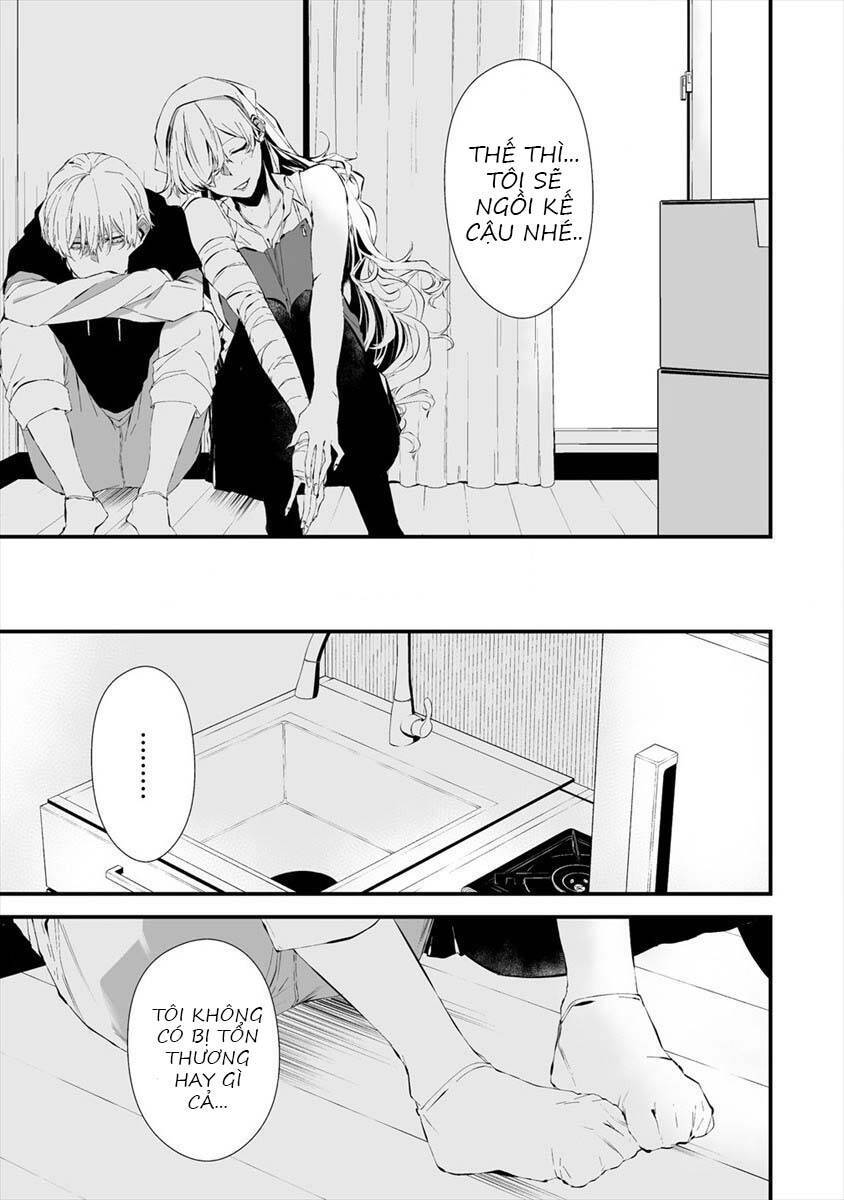 THẾ THÌ...
TÔI SẼ
NGỒI KẾ
CẬU NHÉ..
.........
TÔI KHÔNG
CÓ BỊ TỔN
THƯƠNG
HAY GÌ
CẢ...